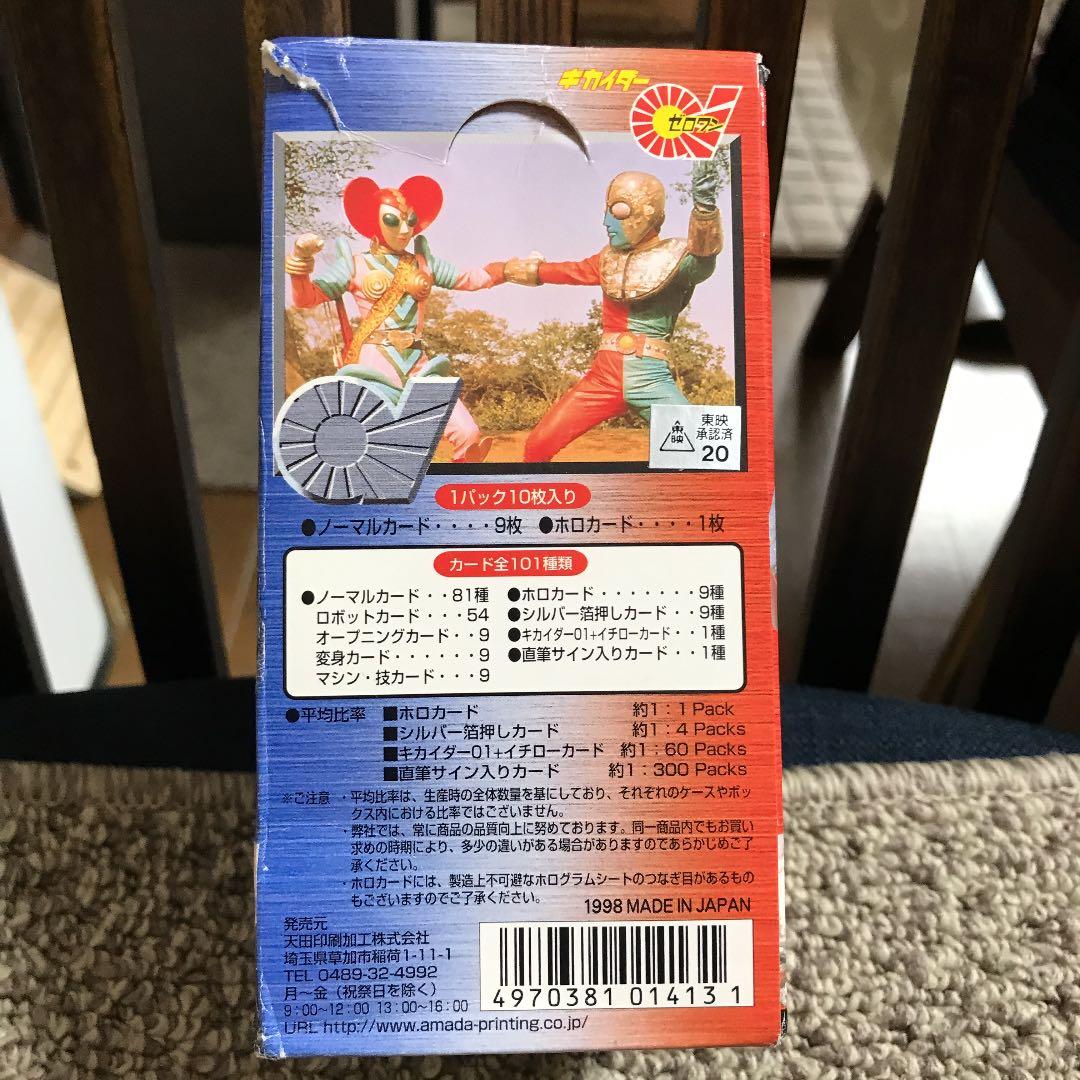 キカイダー
ゼロワン
東映
東映
承認済
20
1パック10枚入り
●ノーマルカード・・・・9枚 ●ホロカード・・・・1枚
カード全101種類
●ノーマルカード・・81種
ロボットカード・・・54
オープニングカード・・9
変身カード・・・・・・9
マシン・技カード・・・9
●ホロカード・・・・・・・9種
●シルバー箔押しカード・・9種
●キカイダー01+イチローカード・・1種
●直筆サイン入りカード・・1種
●平均比率 ■ホロカード 約1:1 Pack
■シルバー箔押しカード 約1:4 Packs
■キカイダー01+イチローカード 約1:60 Packs
■直筆サイン入りカード 約1:300 Packs
※ご注意 ・平均比率は、生産時の全体数量を基にしており、それぞれのケースやボッ
クス内における比率ではございません。
・弊社では、常に商品の品質向上に努めております。同一商品内でもお買い
求めの時期により、多少の違いがある場合がありますのであらかじめご了
承ください。
・ホロカードには、製造上不可避なホログラムシートのつなぎ目があるもの
もございますのでご了承ください。
1998 MADE IN JAPAN
発売元
天田印刷加工株式会社
埼玉県草加市稲荷1-11-1
TEL 0489-32-4992
月〜金（祝祭日を除く）
9:00〜12:00 13:00〜16:00
URL http://www.amada-printing.co.jp/
4970381 014131